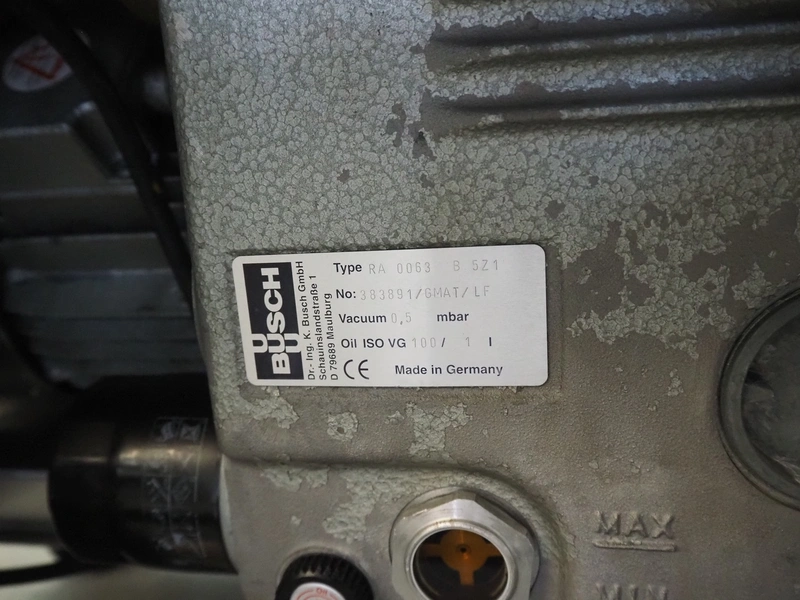 BUSCH
Dr.- Ing. K. Busch GmbH
Schauinslandstraße 1
D 79689 Maulburg
Type RA 0063 B 5Z1
No: 383891/GMAT/LF
Vacuum 0,5 mbar
Oil ISO VG 100/ 1 l
CE Made in Germany
MAX
MIN